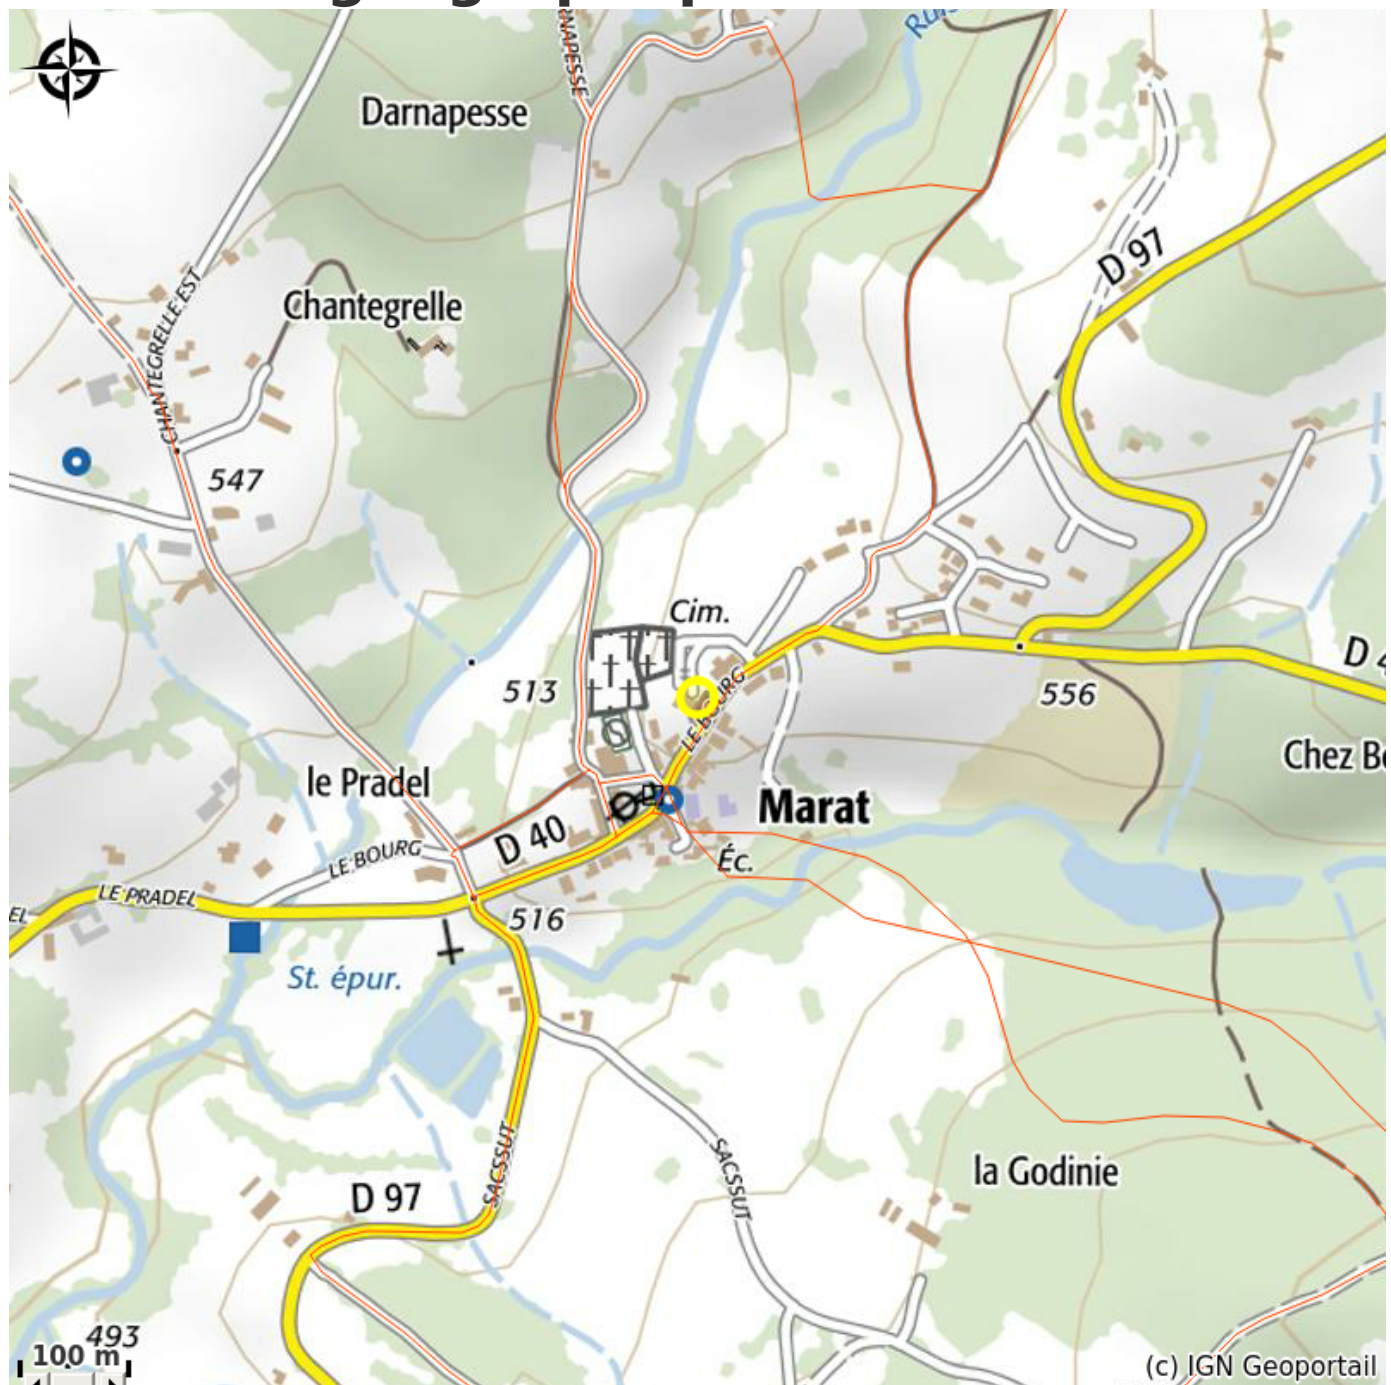 NAPESSE
Darnapesse
D 97
CHANTEGRELLE EST
Chantegrelle
547
Cim.
513
LE BOURG
556
Chez
le Pradel
Marat
D 40
LE BOURG
Éc.
LE PRADEL
516
St. épur.
SACSSUT
SACSSUT
la Godinie
D 97
493
100 m
(c) IGN Geoportail